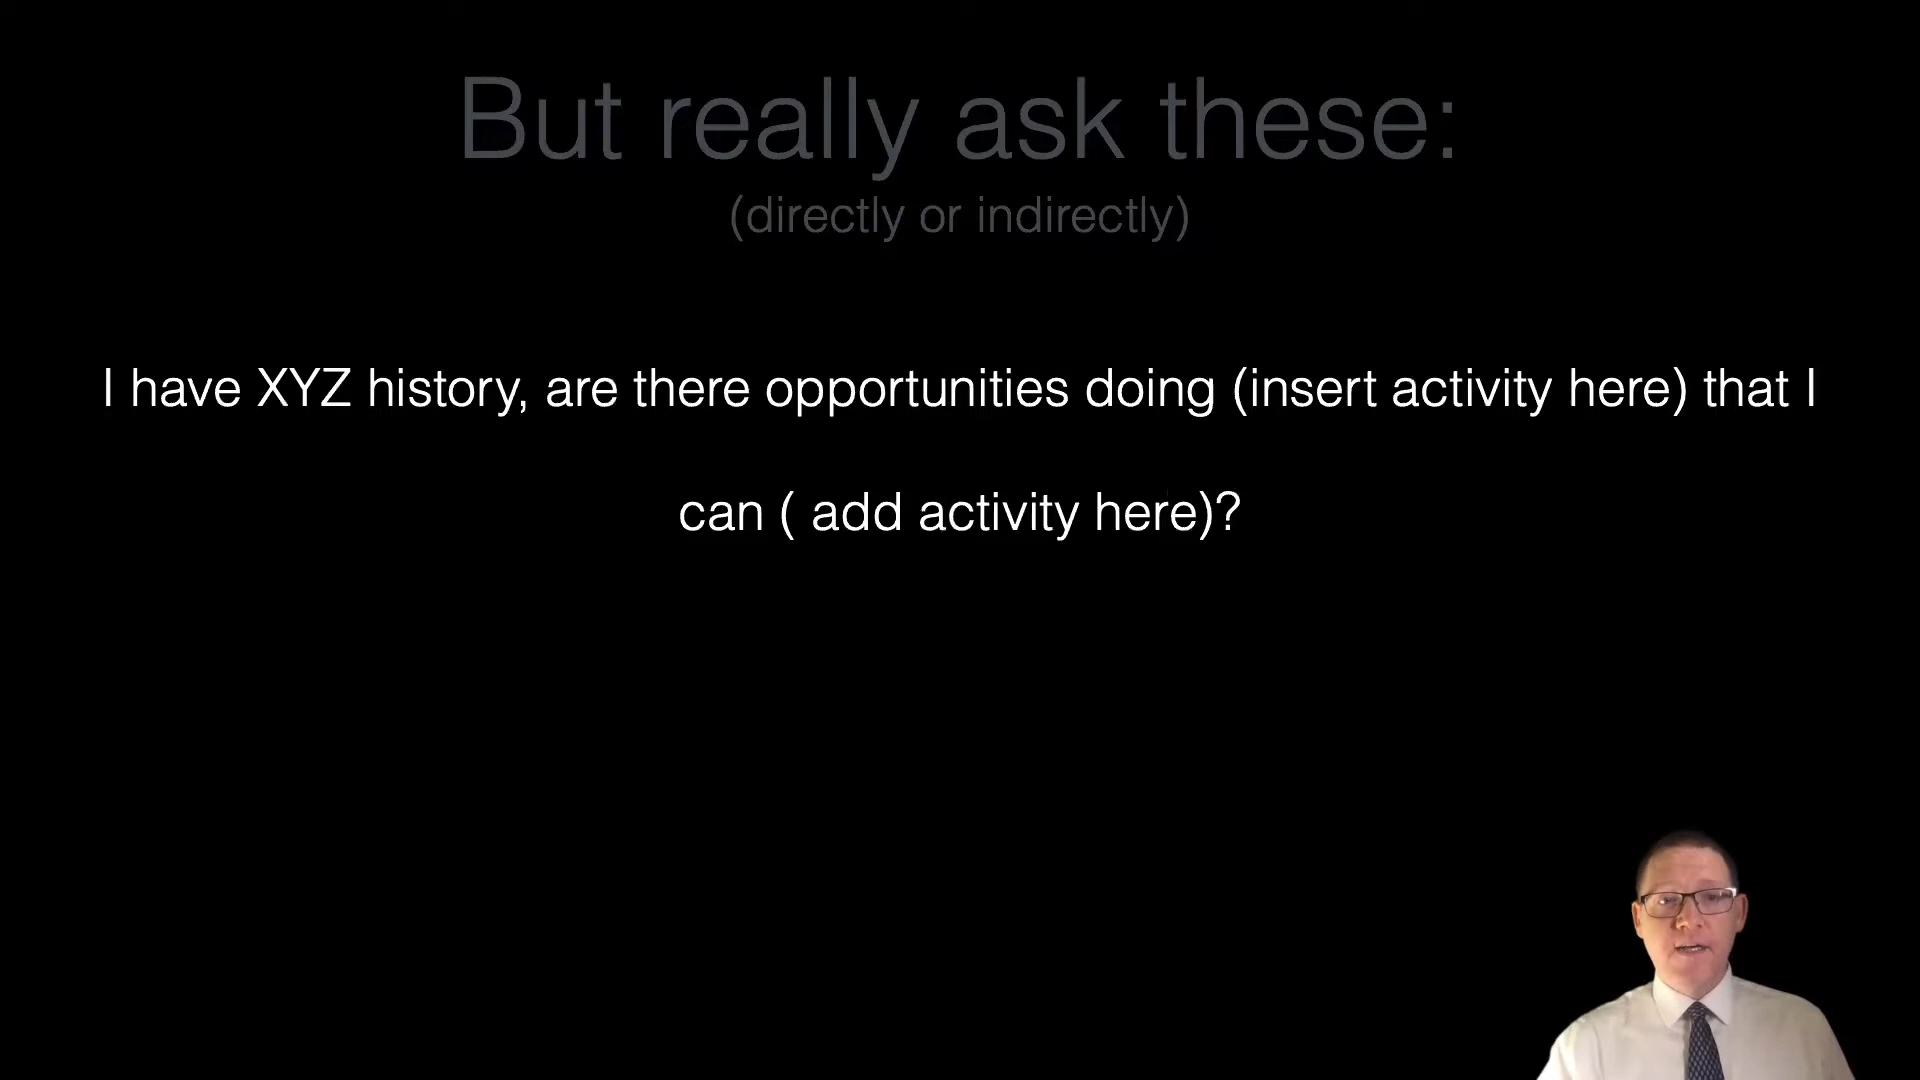 But really ask these:
(directly or indirectly)
I have XYZ history, are there opportunities doing (insert activity here) that I
can ( add activity here)?